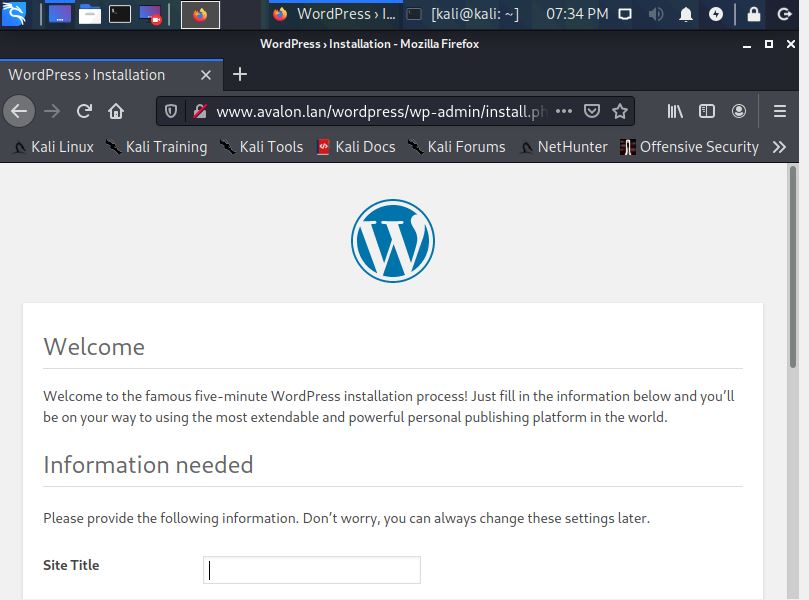 WordPress › I...
[kali@kali: ~]
07:34 PM
WordPress › Installation - Mozilla Firefox
WordPress › Installation
www.avalon.lan/wordpress/wp-admin/install.ph
Kali Linux
Kali Training
Kali Tools
Kali Docs
Kali Forums
NetHunter
Offensive Security
Welcome
Welcome to the famous five-minute WordPress installation process! Just fill in the information below and you’ll
be on your way to using the most extendable and powerful personal publishing platform in the world.
Information needed
Please provide the following information. Don’t worry, you can always change these settings later.
Site Title